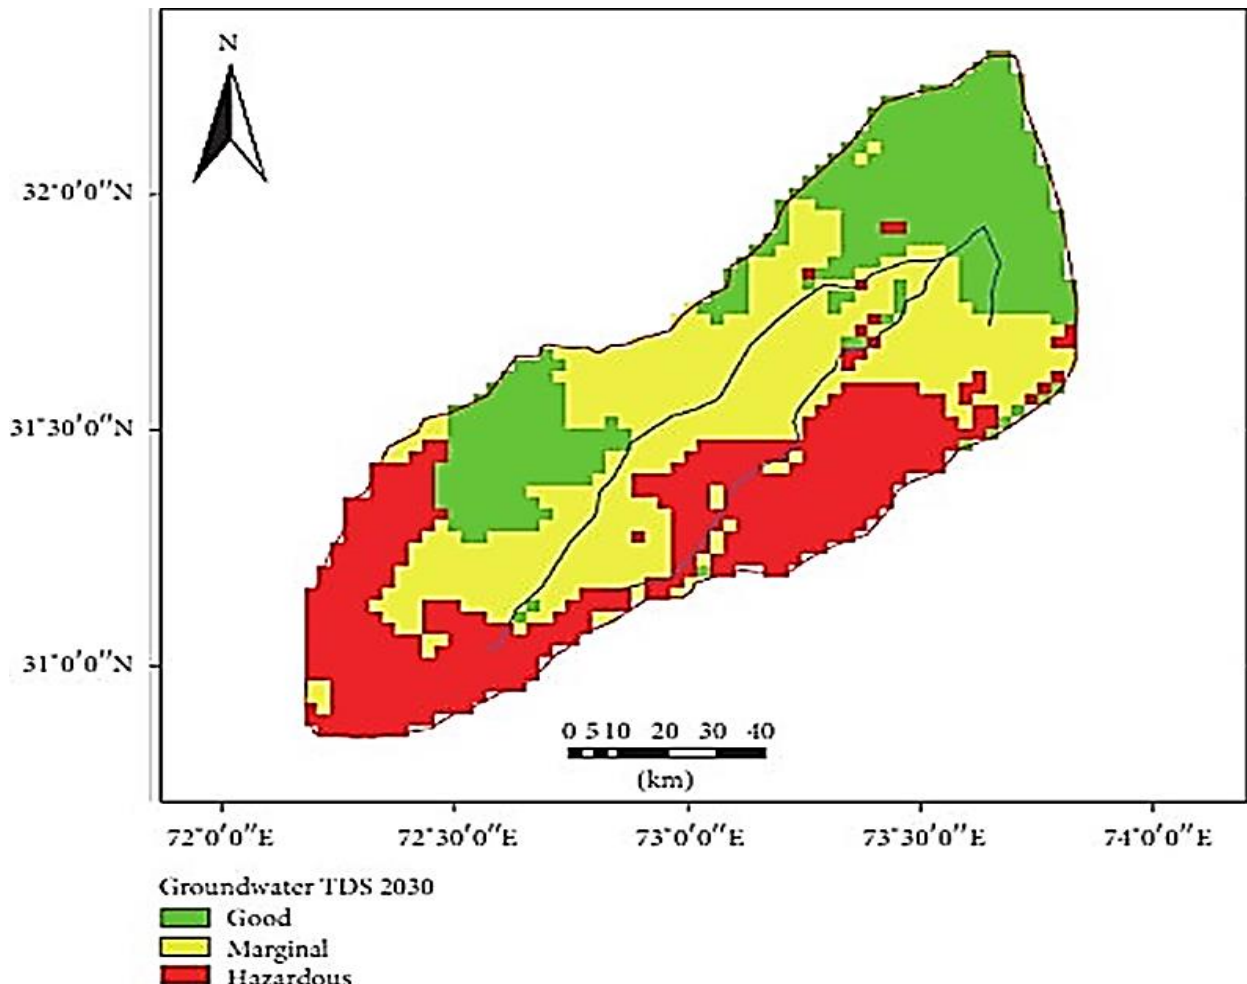 N
32°0′0″N
31°30′0″N
31°0′0″N
0 5 10 20 30 40
(km)
72°0′0″E 72°30′0″E 73°0′0″E 73°30′0″E 74°0′0″E
Groundwater TDS 2030
Good
Marginal
Hazardous